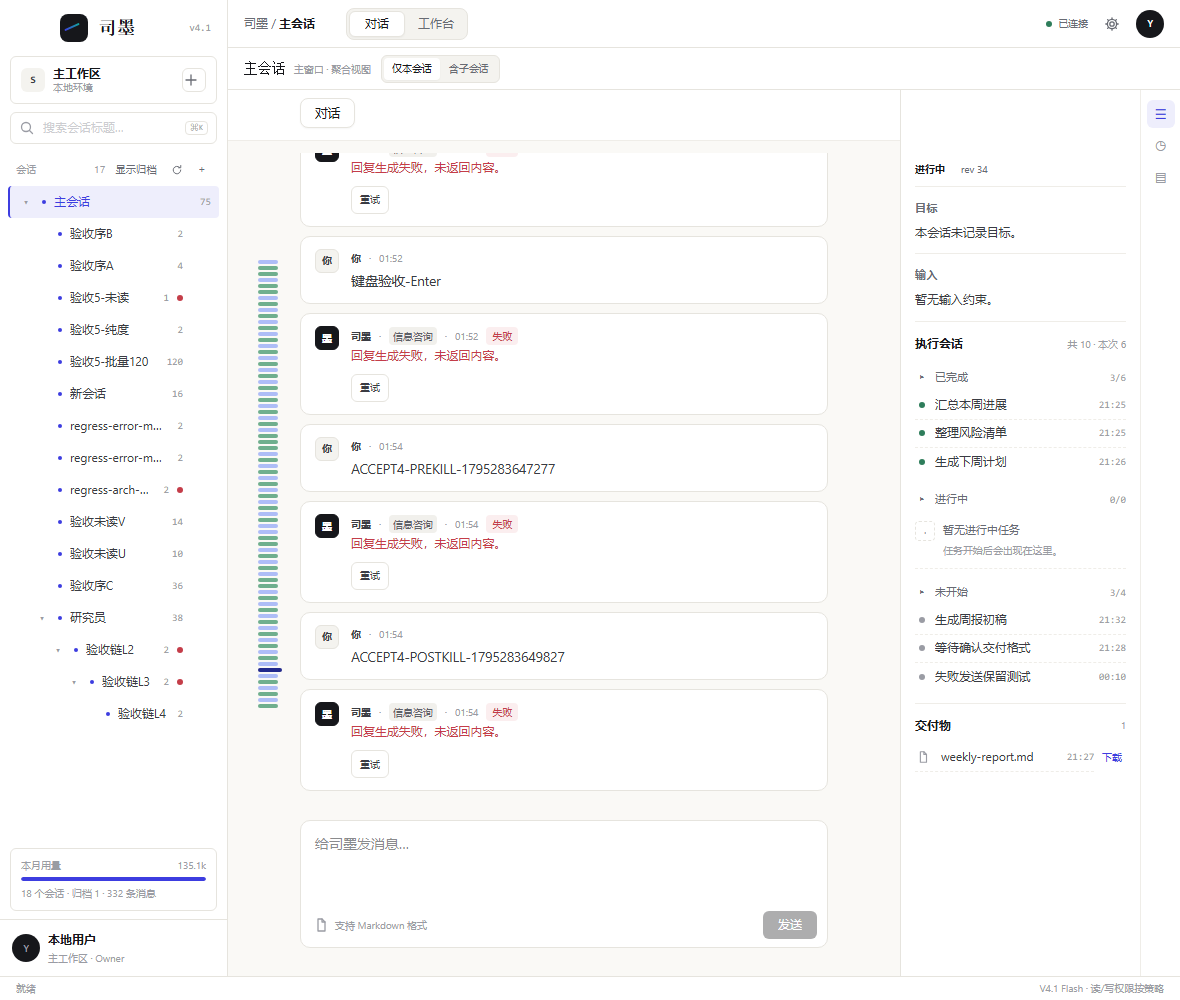 司墨 v4.1
S 主工作区
本地环境
搜索会话标题... ⌘K
会话 17 显示归档
主会话 75
验收序B 2
验收序A 4
验收5-未读 1
验收5-纯度 2
验收5-批量120 120
新会话 16
regress-error-m... 2
regress-error-m... 2
regress-arch-... 2
验收未读V 14
验收未读U 10
验收序C 36
研究员 38
验收链L2 2
验收链L3 2
验收链L4 2
本月用量 135.1k
18 个会话 · 归档 1 · 332 条消息
Y 本地用户
主工作区 · Owner
就绪
司墨 / 主会话 对话 工作台 已连接 Y
主会话 主窗口 · 聚合视图 仅本会话 含子会话
对话
回复生成失败，未返回内容。
重试
你 你 · 01:52
键盘验收-Enter
墨 司墨 · 信息咨询 · 01:52 失败
回复生成失败，未返回内容。
重试
你 你 · 01:54
ACCEPT4-PREKILL-1795283647277
墨 司墨 · 信息咨询 · 01:54 失败
回复生成失败，未返回内容。
重试
你 你 · 01:54
ACCEPT4-POSTKILL-1795283649827
墨 司墨 · 信息咨询 · 01:54 失败
回复生成失败，未返回内容。
重试
给司墨发消息...
支持 Markdown 格式 发送
进行中 rev 34
目标
本会话未记录目标。
输入
暂无输入约束。
执行会话 共 10 · 本次 6
已完成 3/6
汇总本周进展 21:25
整理风险清单 21:25
生成下周计划 21:26
进行中 0/0
暂无进行中任务
任务开始后会出现在这里。
未开始 3/4
生成周报初稿 21:32
等待确认交付格式 21:28
失败发送保留测试 00:10
交付物 1
weekly-report.md 21:27 下载
V4.1 Flash · 读/写权限按策略